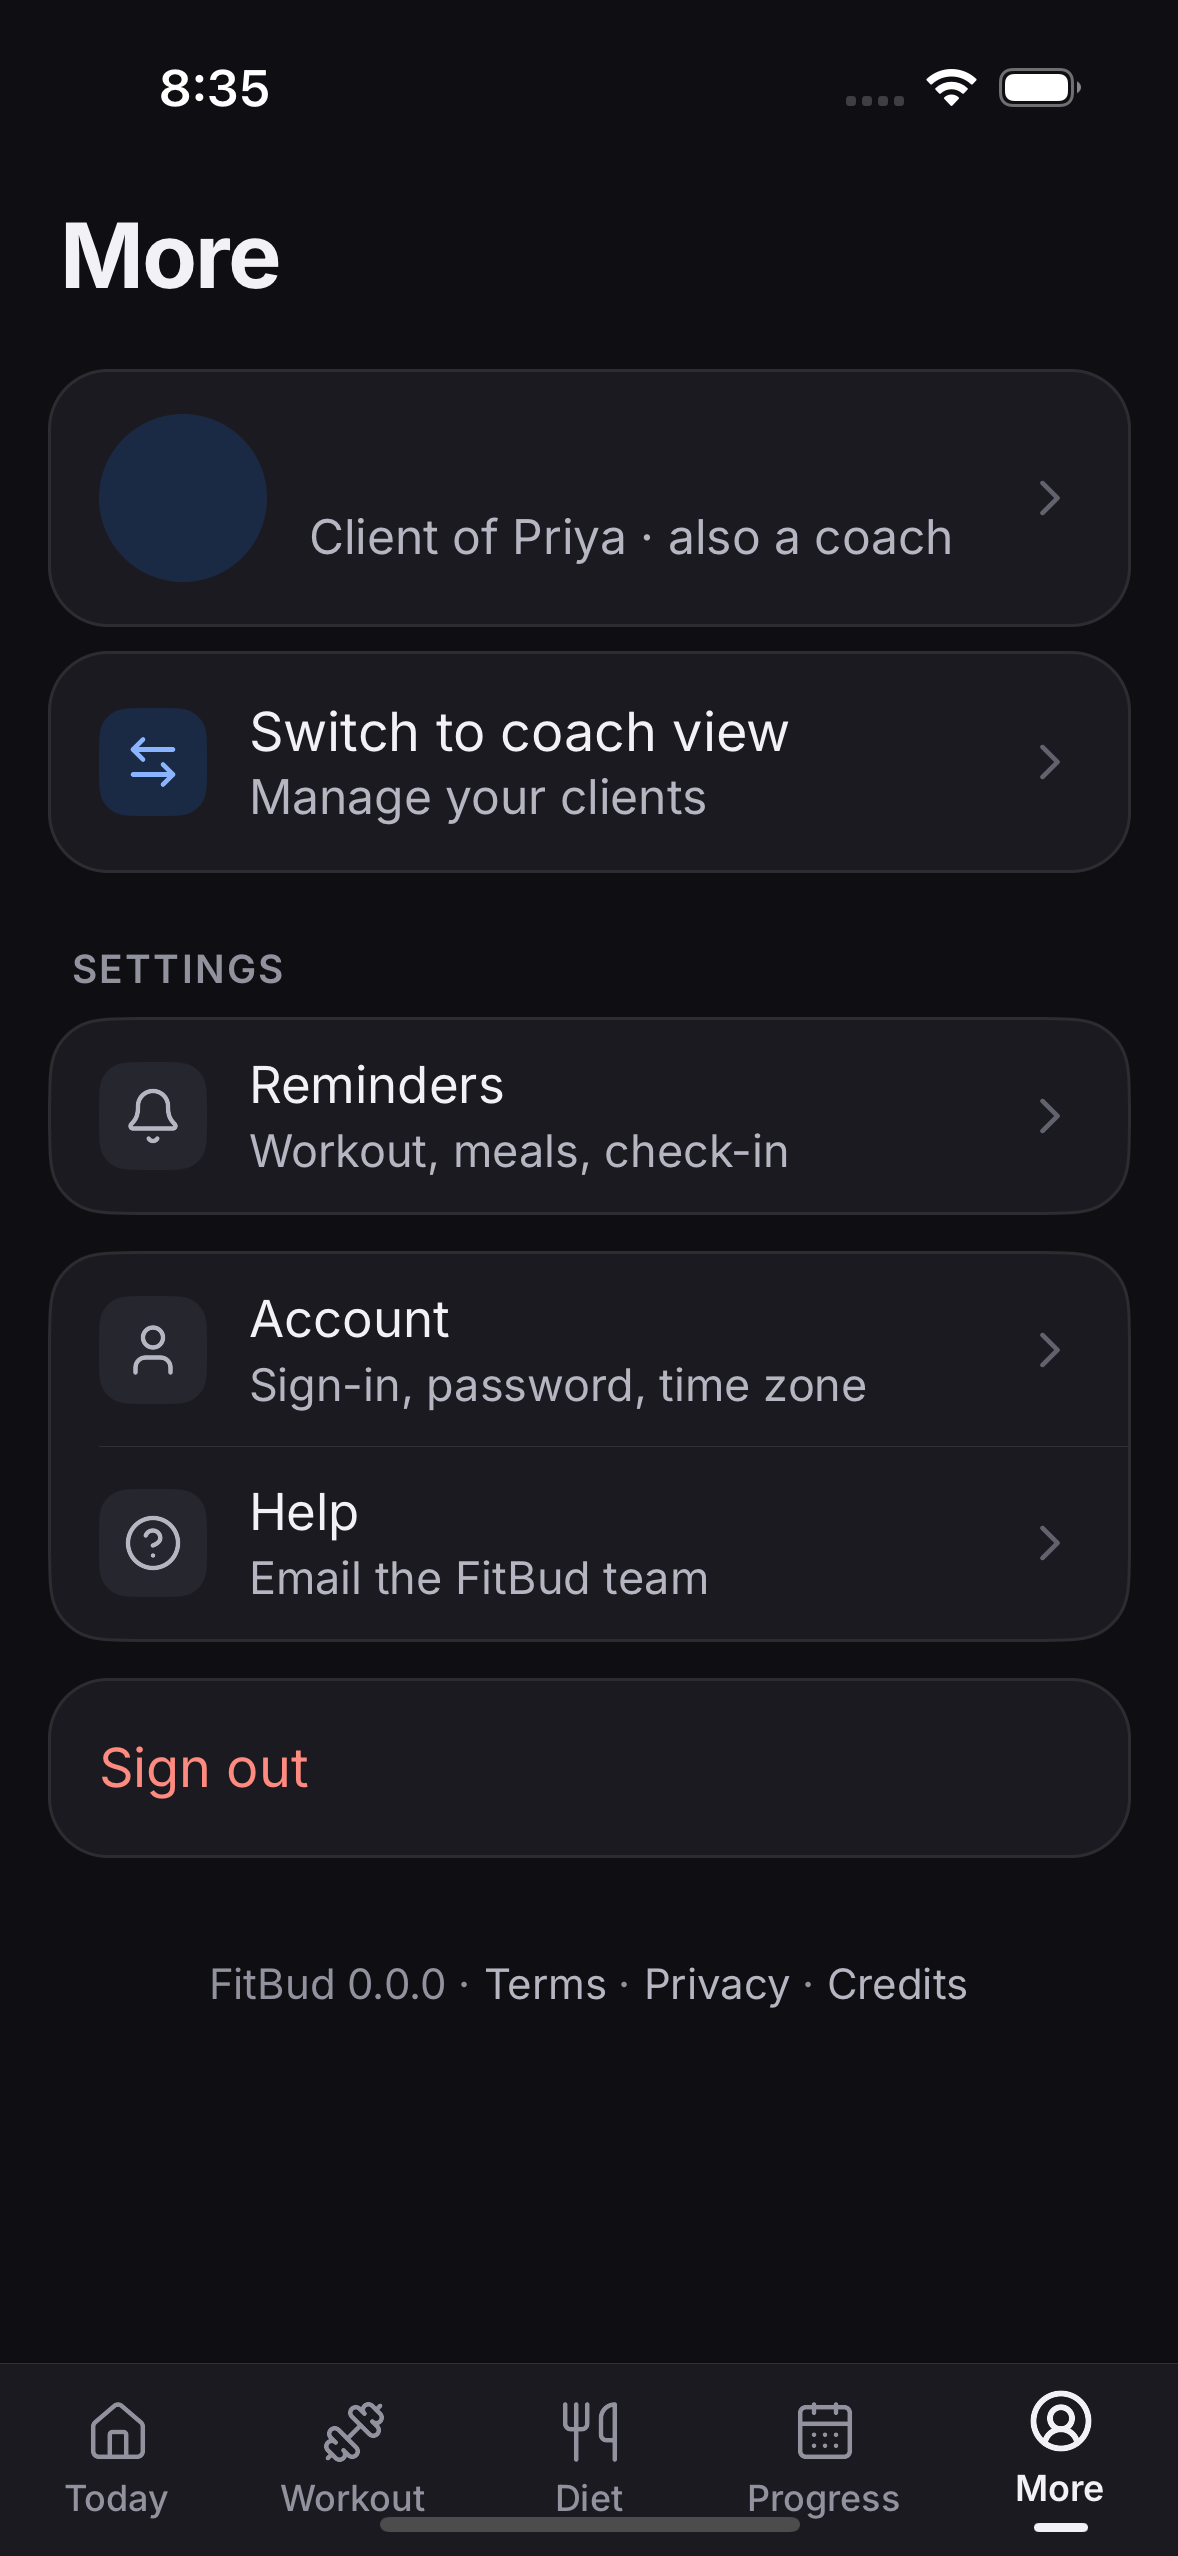 8:35
More
Client of Priya · also a coach
Switch to coach view
Manage your clients
SETTINGS
Reminders
Workout, meals, check-in
Account
Sign-in, password, time zone
Help
Email the FitBud team
Sign out
FitBud 0.0.0 · Terms · Privacy · Credits
Today Workout Diet Progress More